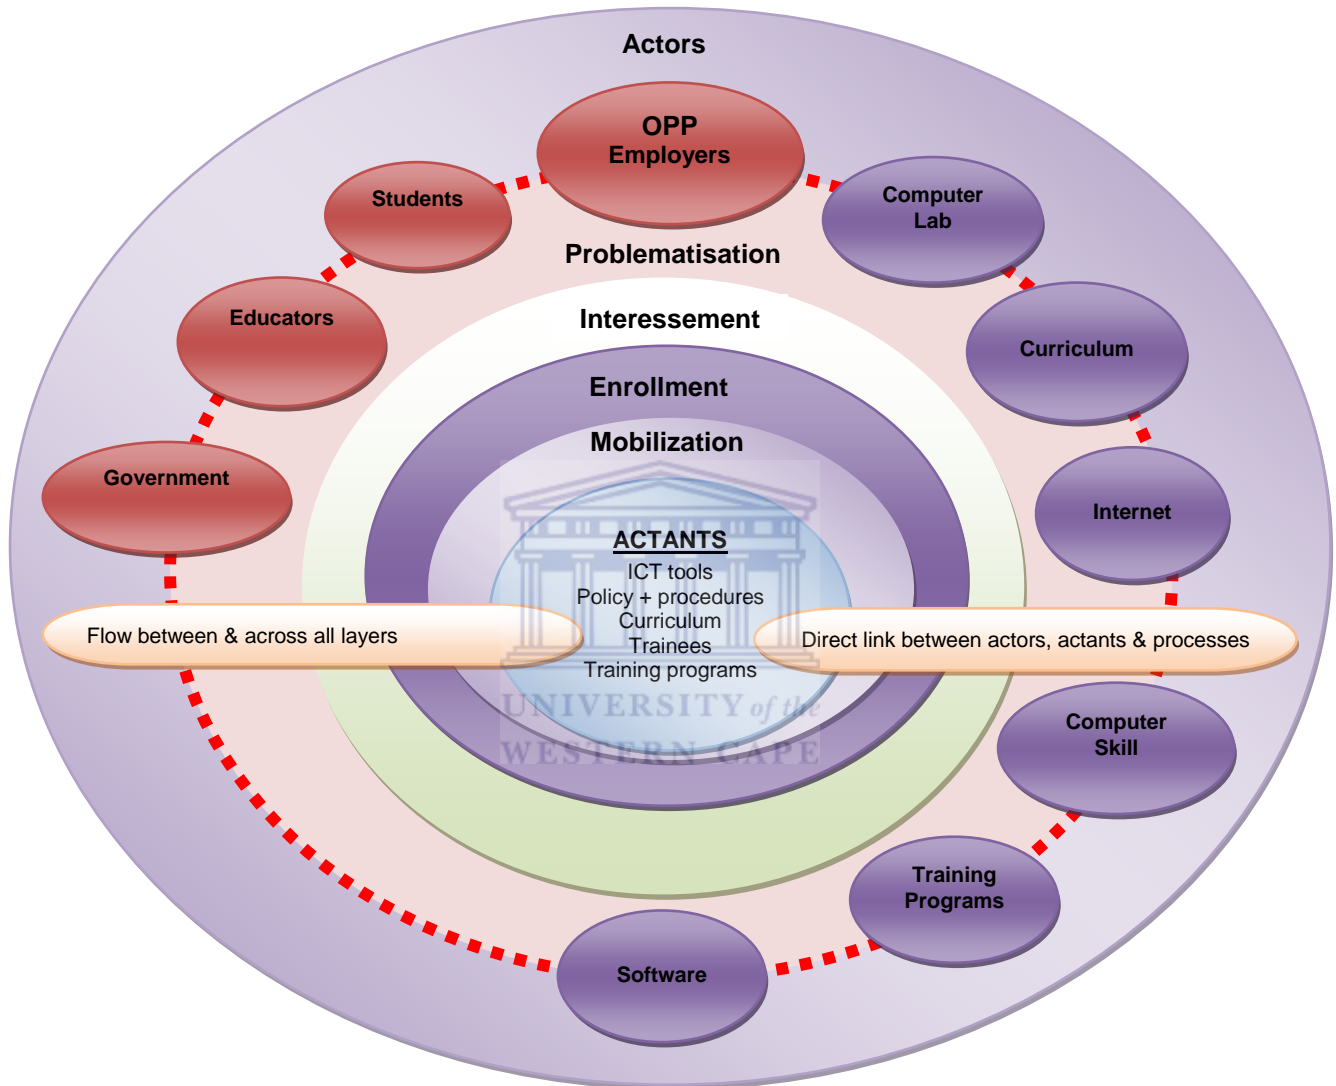 Actors
OPP
Employers
Students
Computer
Lab
Problematisation
Educators
Interessement
Curriculum
Enrollment
Mobilization
Government
Internet
ACTANTS
ICT tools
Policy + procedures
Curriculum
Trainees
Training programs
Flow between & across all layers
Direct link between actors, actants & processes
UNIVERSITY of the
WESTERN CAPE
Computer
Skill
Training
Programs
Software